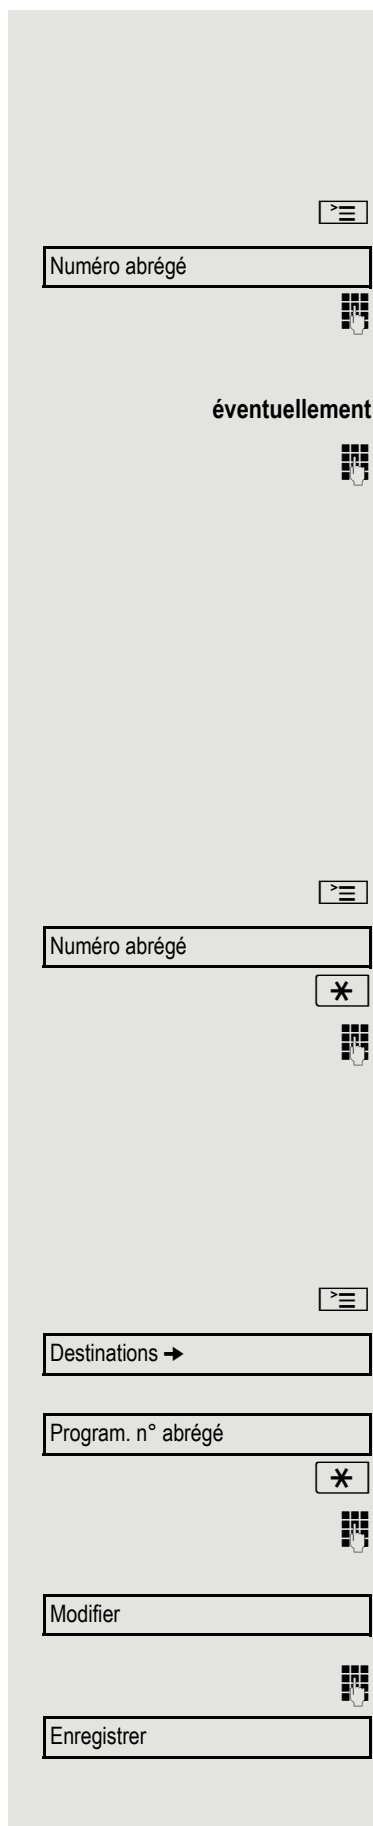 Numéro abrégé
éventuellement
Numéro abrégé
Destinations ➔
Program. n° abrégé
Modifier
Enregistrer